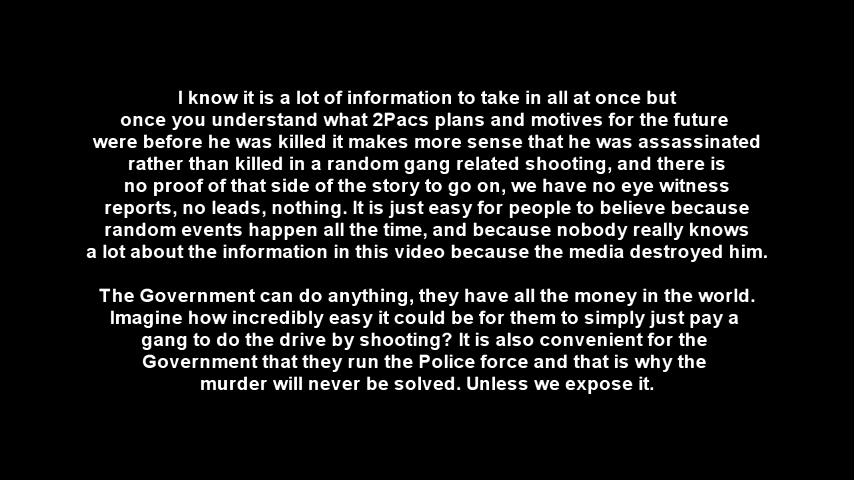 I know it is a lot of information to take in all at once but
once you understand what 2Pacs plans and motives for the future
were before he was killed it makes more sense that he was assassinated
rather than killed in a random gang related shooting, and there is
no proof of that side of the story to go on, we have no eye witness
reports, no leads, nothing. It is just easy for people to believe because
random events happen all the time, and because nobody really knows
a lot about the information in this video because the media destroyed him.
The Government can do anything, they have all the money in the world.
Imagine how incredibly easy it could be for them to simply just pay a
gang to do the drive by shooting? It is also convenient for the
Government that they run the Police force and that is why the
murder will never be solved. Unless we expose it.